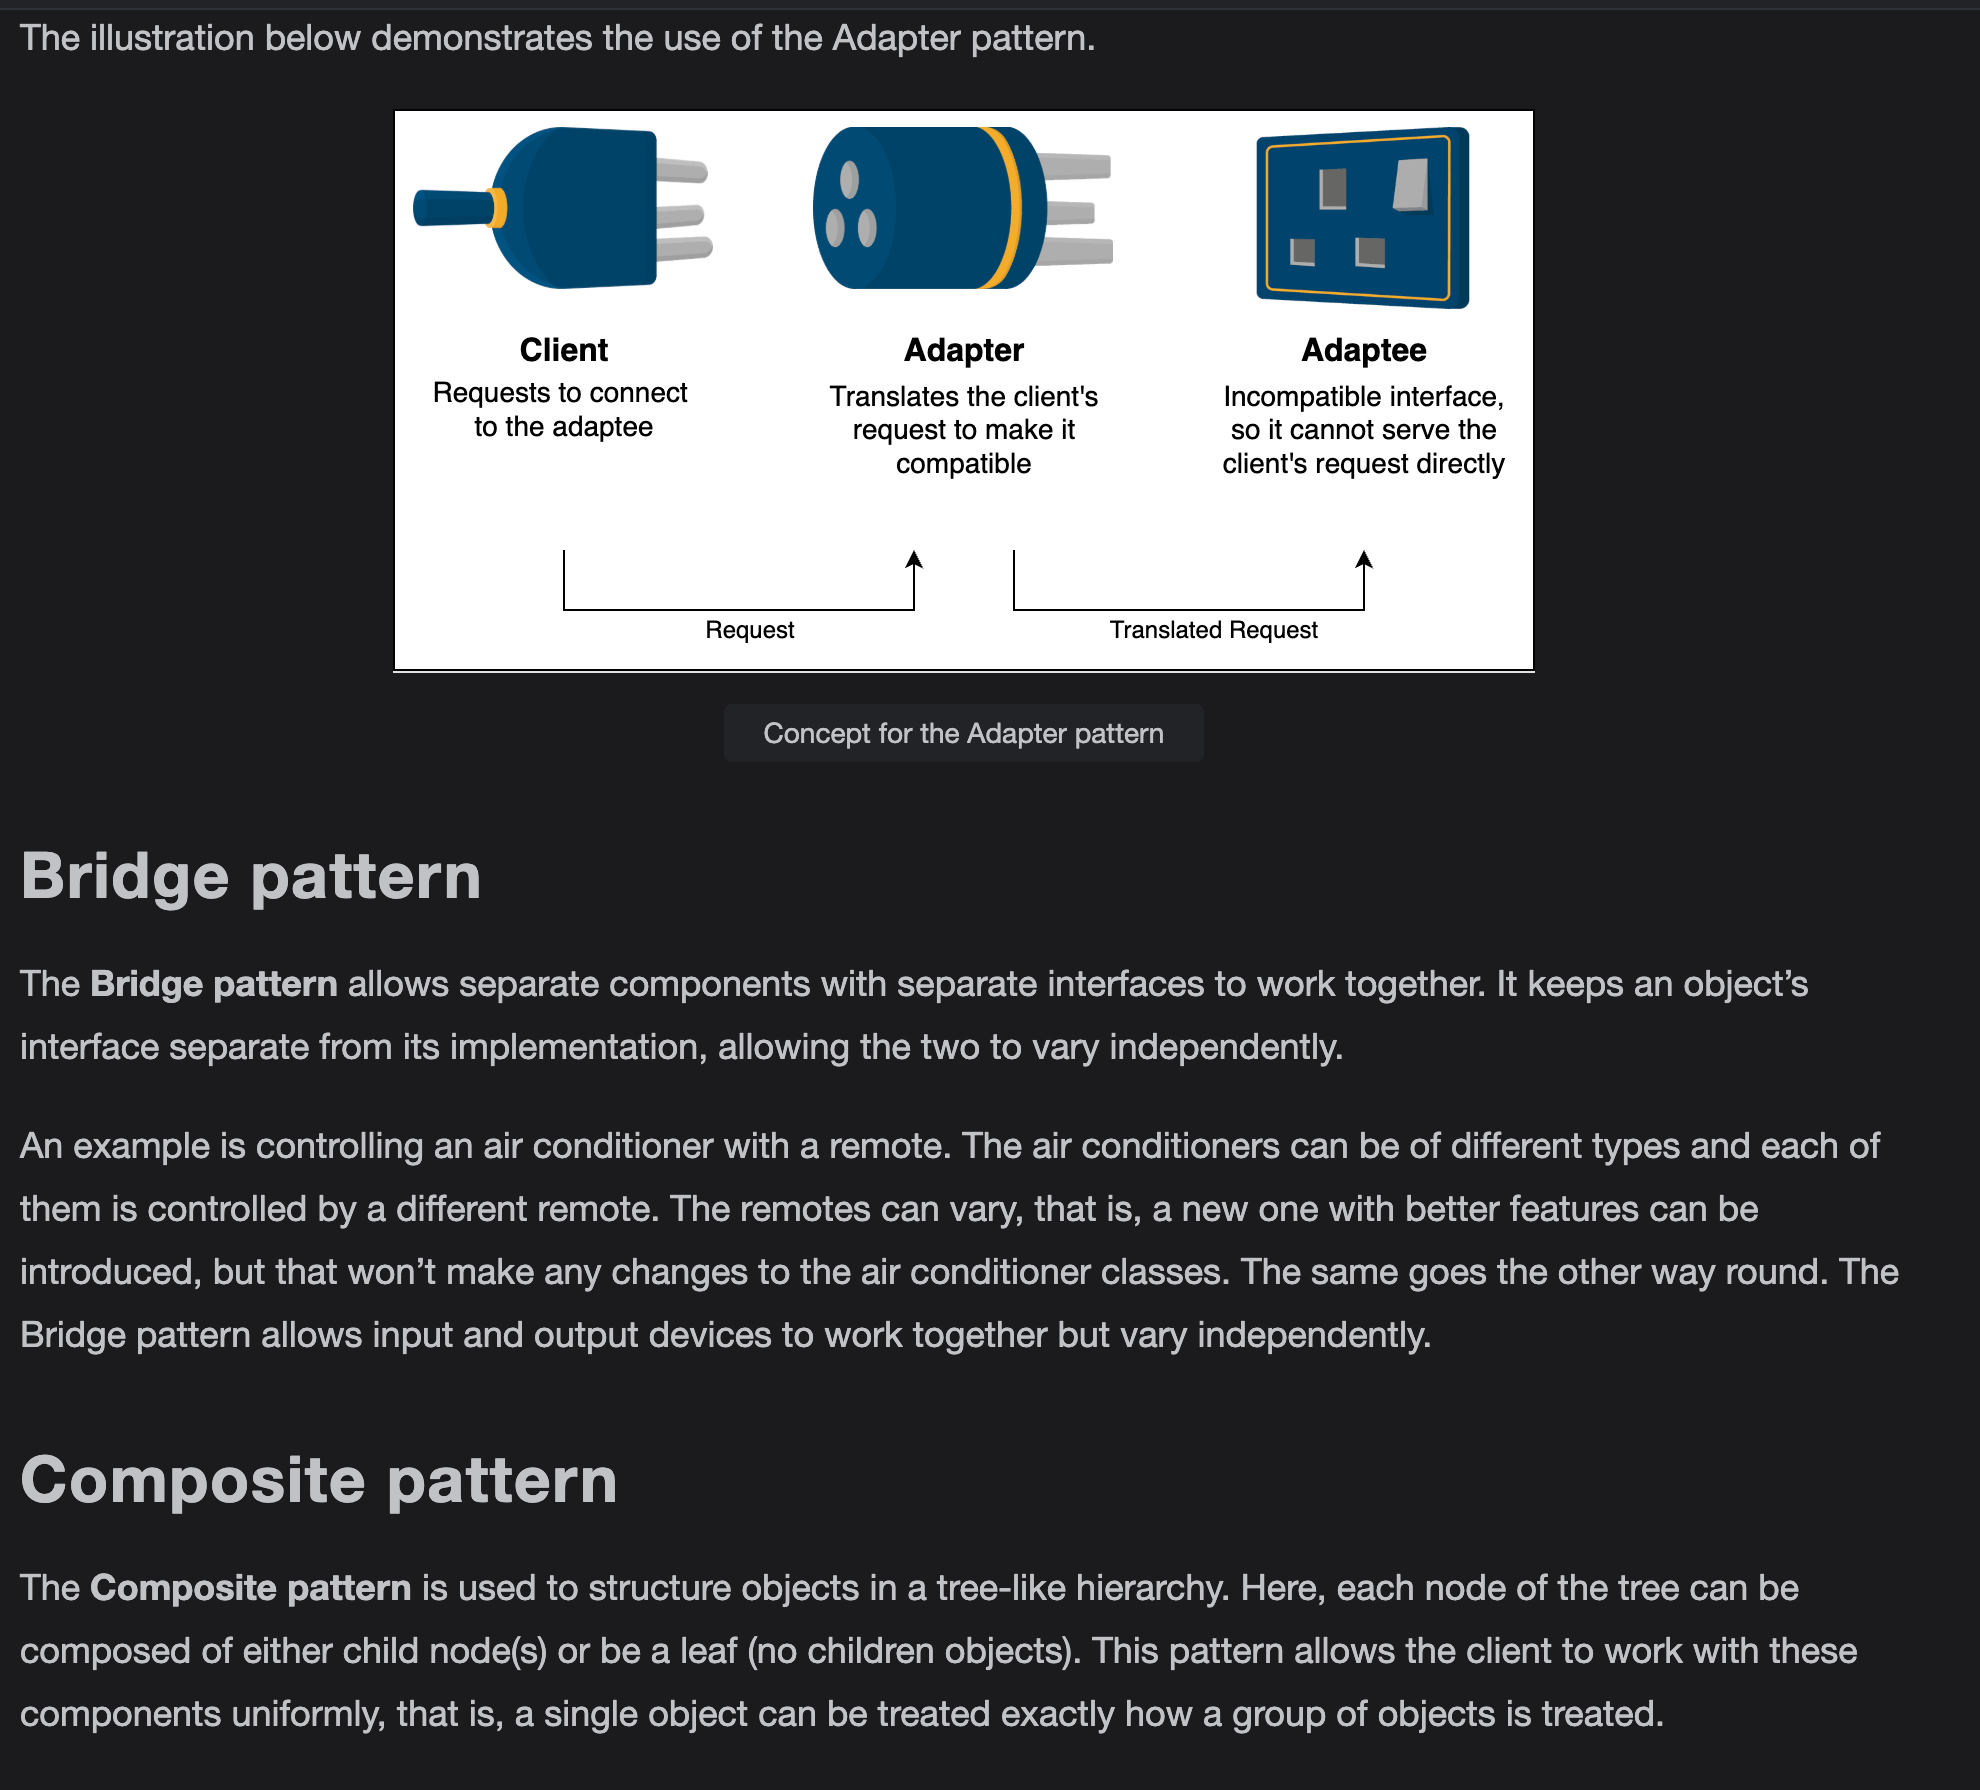 The illustration below demonstrates the use of the Adapter pattern.
Client
Requests to connect
to the adaptee
Adapter
Translates the client's
request to make it
compatible
Adaptee
Incompatible interface,
so it cannot serve the
client's request directly
Request
Translated Request
Concept for the Adapter pattern
Bridge pattern
The Bridge pattern allows separate components with separate interfaces to work together. It keeps an object’s
interface separate from its implementation, allowing the two to vary independently.
An example is controlling an air conditioner with a remote. The air conditioners can be of different types and each of
them is controlled by a different remote. The remotes can vary, that is, a new one with better features can be
introduced, but that won’t make any changes to the air conditioner classes. The same goes the other way round. The
Bridge pattern allows input and output devices to work together but vary independently.
Composite pattern
The Composite pattern is used to structure objects in a tree-like hierarchy. Here, each node of the tree can be
composed of either child node(s) or be a leaf (no children objects). This pattern allows the client to work with these
components uniformly, that is, a single object can be treated exactly how a group of objects is treated.